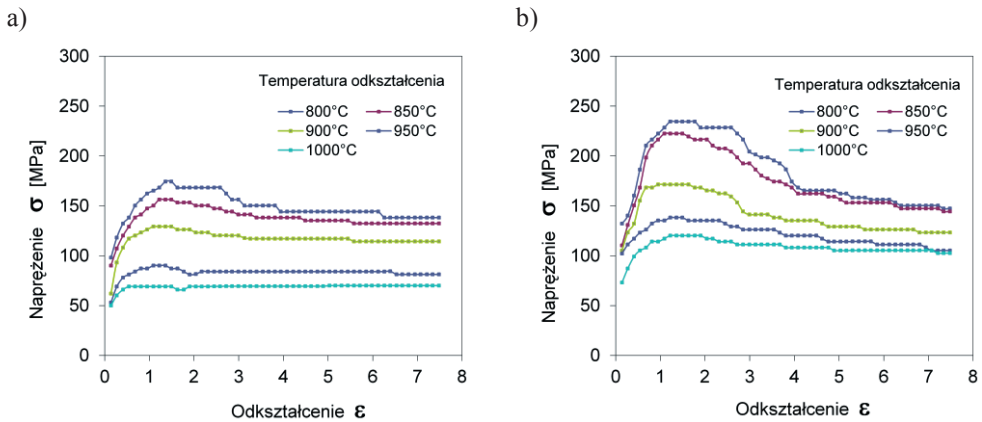 a)
300
250
200
150
100
50
0
Naprężenie σ [MPa]
Temperatura odkształcenia
800°C 850°C
900°C 950°C
1000°C
0 1 2 3 4 5 6 7 8
Odkształcenie ε
b)
300
250
200
150
100
50
0
Naprężenie σ [MPa]
Temperatura odkształcenia
800°C 850°C
900°C 950°C
1000°C
0 1 2 3 4 5 6 7 8
Odkształcenie ε